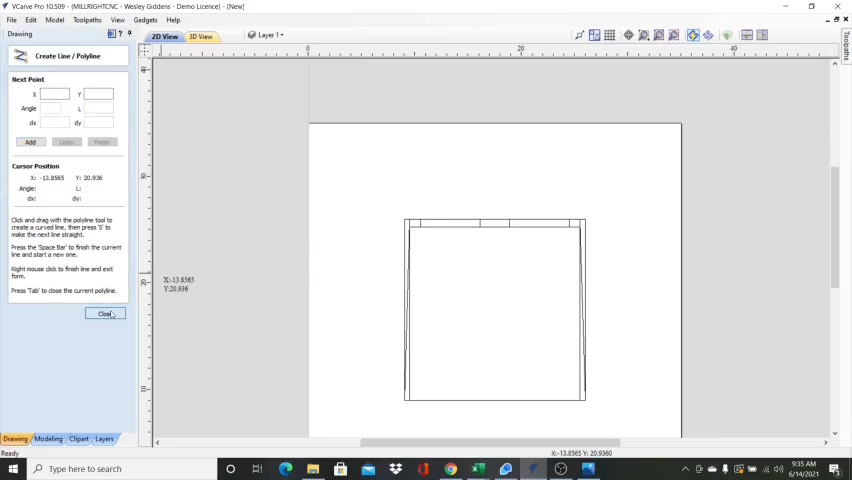 VCarve Pro 10.509 - {MILLRIGHTCNC - Wesley Giddens - Demo Licence} - [New]
File Edit Model Toolpaths View Gadgets Help
Drawing ? 2D View 3D View Layer 1
Create Line / Polyline
Next Point
X Y
Angle L
dx dy
Add Undo Finish
Cursor Position
X: -13.8565 Y: 20.936
Angle: L:
dx: dy:
Click and drag with the polyline tool to
create a curved line, then press 'S' to
make the next line straight.
Press the 'Space Bar' to finish the current
line and start a new one.
Right mouse click to finish line and exit
form.
Press 'Tab' to close the current polyline.
Close
0 20 40
40
30
20
10
X:-13.8565
Y:20.936
Toolpaths
Drawing Modeling Clipart Layers
Ready X:-13.8565 Y: 20.9360
Type here to search
9:35 AM
6/14/2021
3